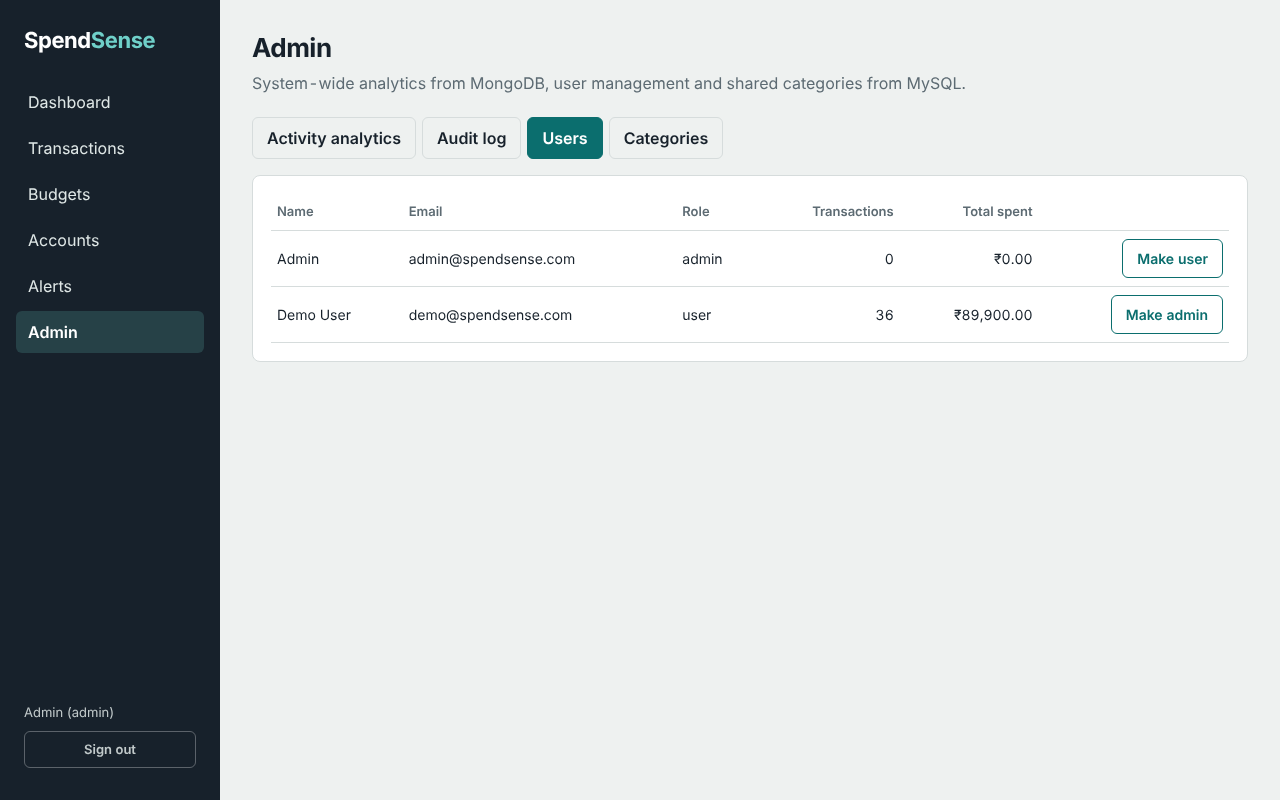 SpendSense
Dashboard
Transactions
Budgets
Accounts
Alerts
Admin
Admin (admin)
Sign out
Admin
System-wide analytics from MongoDB, user management and shared categories from MySQL.
Activity analytics Audit log Users Categories
Name Email Role Transactions Total spent
Admin admin@spendsense.com admin 0 ₹0.00 Make user
Demo User demo@spendsense.com user 36 ₹89,900.00 Make admin